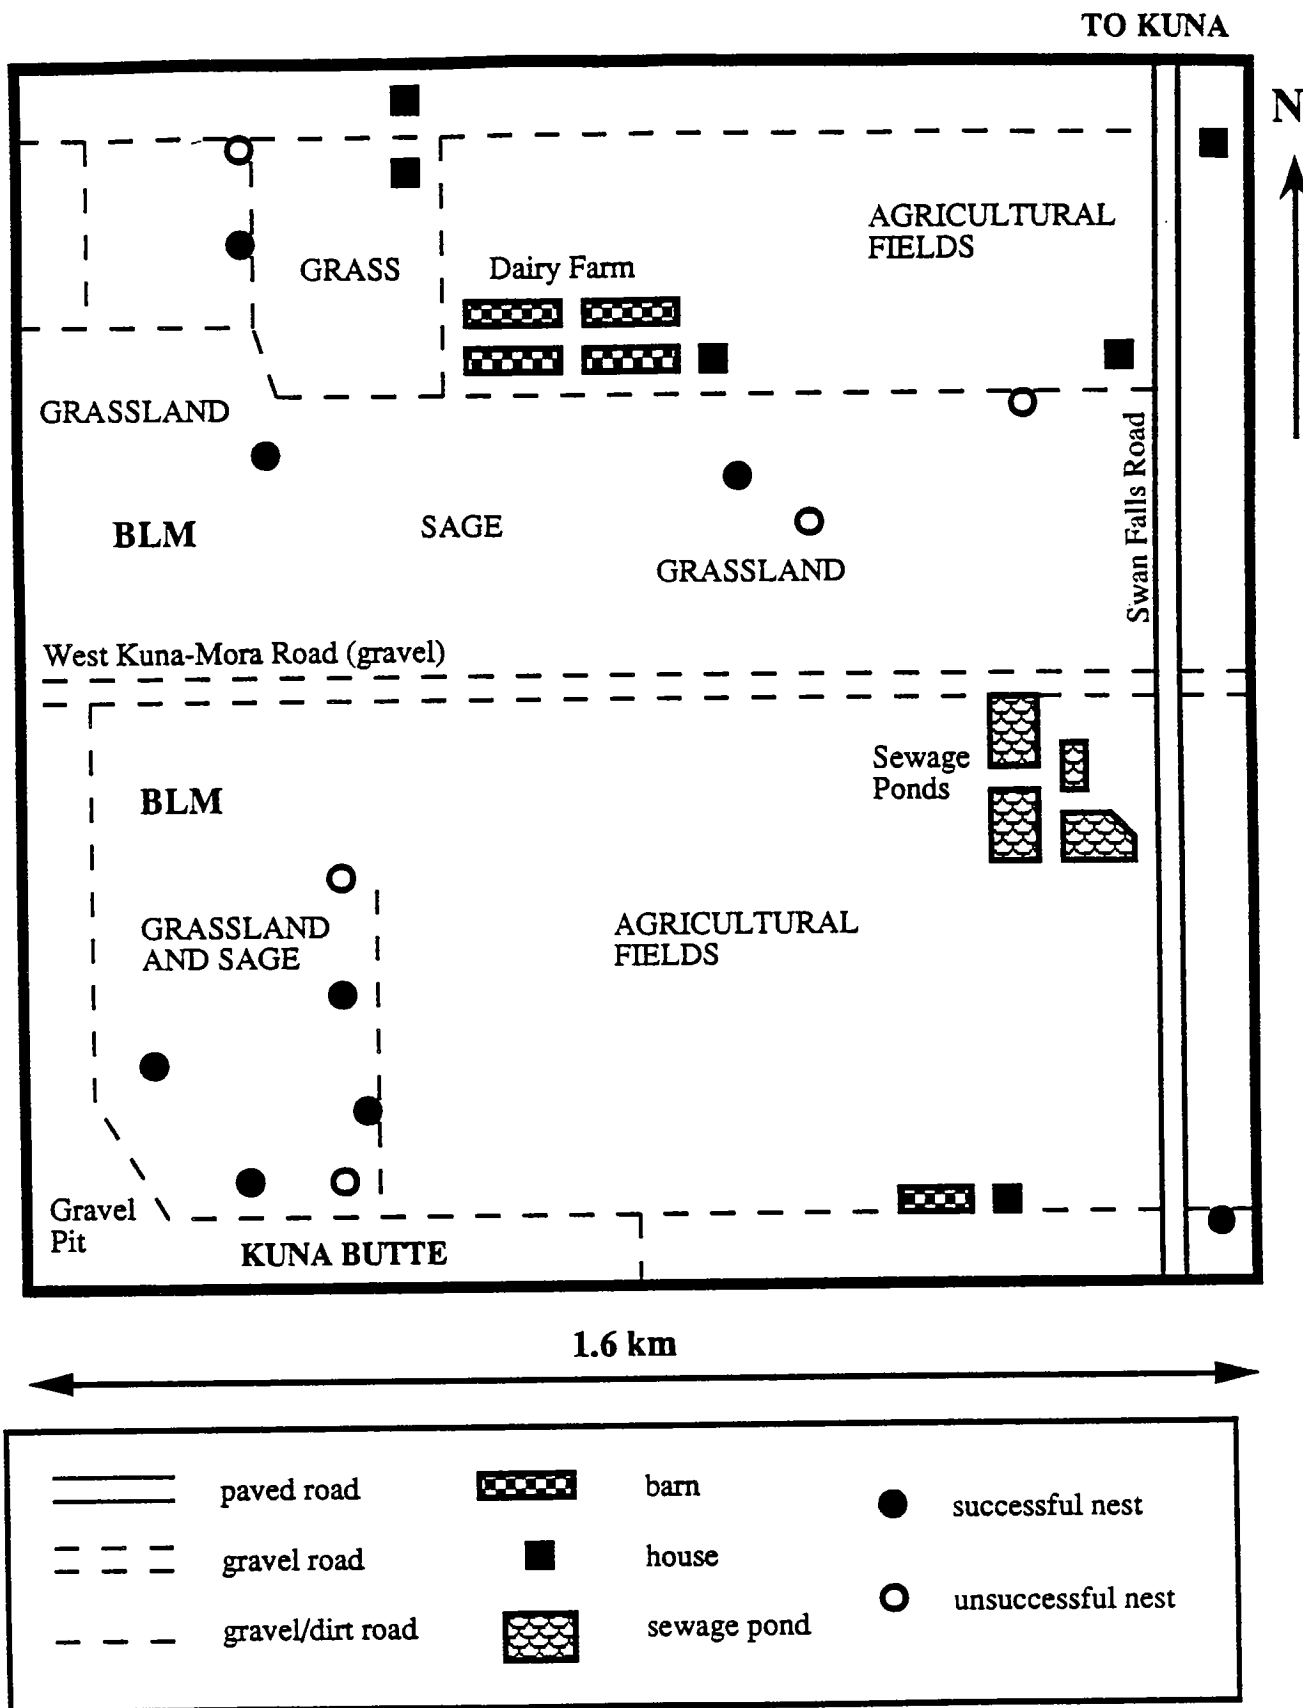 TO KUNA
N
AGRICULTURAL
FIELDS
GRASS
Dairy Farm
GRASSLAND
Swan Falls Road
BLM
SAGE
GRASSLAND
West Kuna-Mora Road (gravel)
Sewage
Ponds
BLM
GRASSLAND
AND SAGE
AGRICULTURAL
FIELDS
Gravel
Pit
KUNA BUTTE
1.6 km
paved road
barn
successful nest
gravel road
house
unsuccessful nest
gravel/dirt road
sewage pond